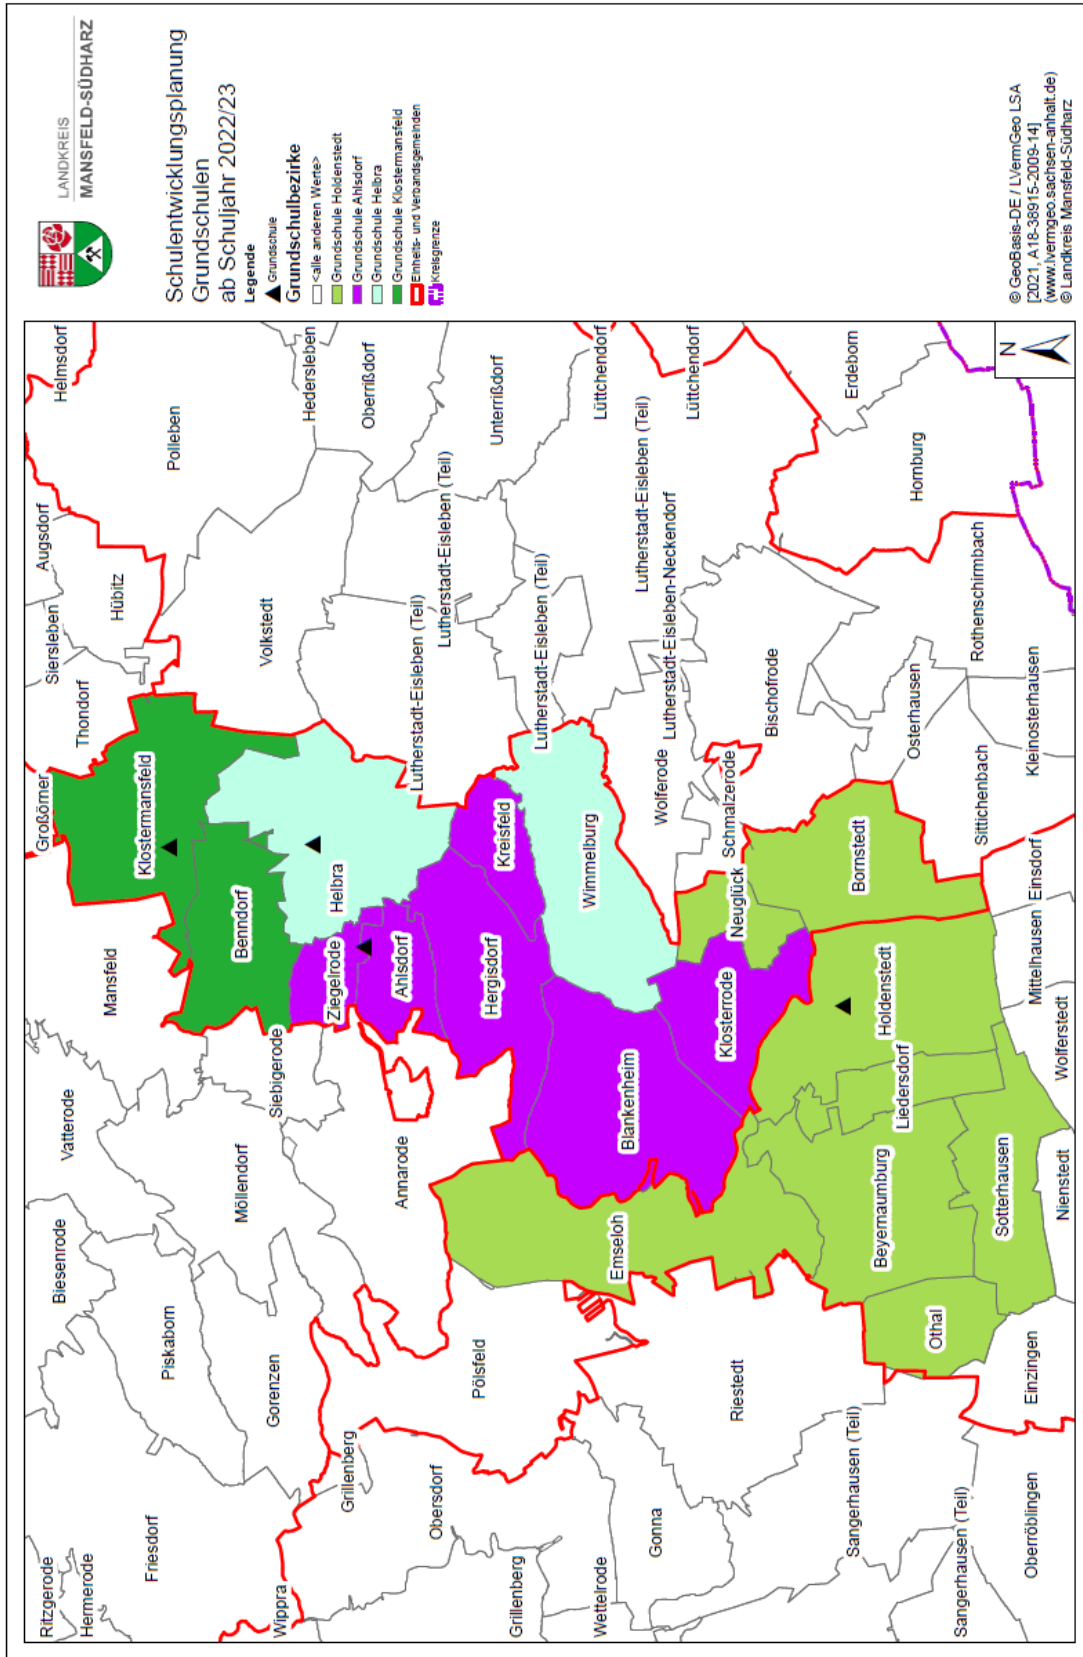 LANDKREIS
MANSFELD-SÜDHARZ
Schulentwicklungsplanung
Grundschulen
ab Schuljahr 2022/23
Legende
Grundschule
Grundschulbezirke
<alle anderen Werte>
Grundschule Holdenstedt
Grundschule Ahlsdorf
Grundschule Helbra
Grundschule Klostermansfeld
Einheits- und Verbandsgemeinden
Kreisgrenze
© GeoBasis-DE / LVermGeo LSA
[2021, A18-38915-2009-14]
(www.lvermgeo.sachsen-anhalt.de)
© Landkreis Mansfeld-Südharz
N
Ritzgerode
Hermerode
Friesdorf
Wippra
Biesenrode
Piskaborn
Gorenzen
Vatterode
Möllendorf
Mansfeld
Siebigerode
Großörner
Thondorf
Siersleben
Augsdorf
Hübitz
Helmsdorf
Polleben
Klostermansfeld
Benndorf
Volkstedt
Hedersleben
Oberrißdorf
Unterrißdorf
Helbra
Ziegelrode
Ahlsdorf
Annarode
Grillenberg
Obersdorf
Grillenberg
Pölsfeld
Hergisdorf
Kreisfeld
Lutherstadt-Eisleben (Teil)
Lutherstadt-Eisleben (Teil)
Lutherstadt-Eisleben (Teil)
Lutherstadt-Eisleben (Teil)
Lutherstadt-Eisleben-Neckendorf
Lüttchendorf
Lüttchendorf
Wimmelburg
Wolferode
Blankenheim
Emseloh
Wettelrode
Gonna
Riestedt
Klosterrode
Neuglück
Schmalzerode
Bischofrode
Erdeborn
Hornburg
Bornstedt
Holdenstedt
Liedersdorf
Beyernaumburg
Sotterhausen
Othal
Sangerhausen (Teil)
Sangerhausen (Teil)
Oberröblingen
Einzingen
Nienstedt
Wolferstedt
Mittelhausen
Einsdorf
Osterhausen
Sittichenbach
Kleinosterhausen
Rothenschirmbach